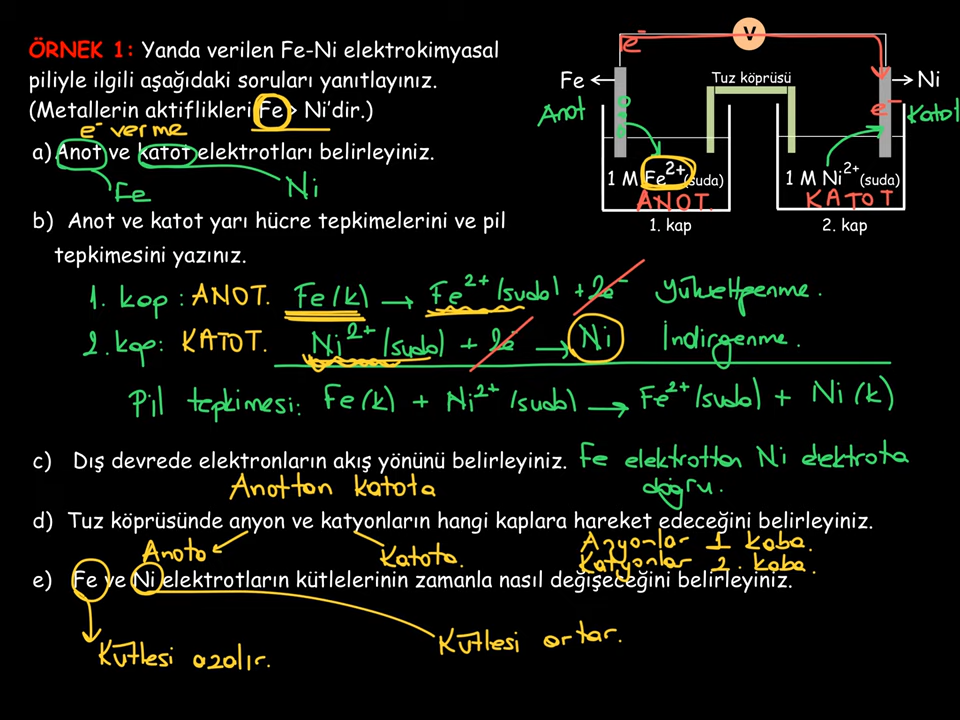 ÖRNEK 1: Yanda verilen Fe-Ni elektrokimyasal
piliyle ilgili aşağıdaki soruları yanıtlayınız.
(Metallerin aktiflikleri Fe > Ni'dir.)
e⁻ verme
a) Anot ve katot elektrotları belirleyiniz.
Fe
Ni
V
e⁻
Fe
Tuz köprüsü
Ni
Anot
e⁻
Katot
1 M Fe²⁺ (suda)
1 M Ni²⁺ (suda)
ANOT
KATOT
1. kap
2. kap
b) Anot ve katot yarı hücre tepkimelerini ve pil
tepkimesini yazınız.
1. kap : ANOT. Fe(k) → Fe²⁺(suda) + 2e⁻ Yükseltgenme.
2. kap: KATOT. Ni²⁺(suda) + 2e → Ni İndirgenme.
Pil tepkimesi: Fe(k) + Ni²⁺(suda) → Fe²⁺(suda) + Ni(k)
c) Dış devrede elektronların akış yönünü belirleyiniz. Fe elektrottan Ni elektrota
doğru.
Anottan katota
d) Tuz köprüsünde anyon ve katyonların hangi kaplara hareket edeceğini belirleyiniz.
Anota
Katota.
Anyonlar 1 kaba.
Katyonlar 2. kaba.
e) Fe ve Ni elektrotların kütlelerinin zamanla nasıl değişeceğini belirleyiniz.
Kütlesi azalır.
Kütlesi artar.